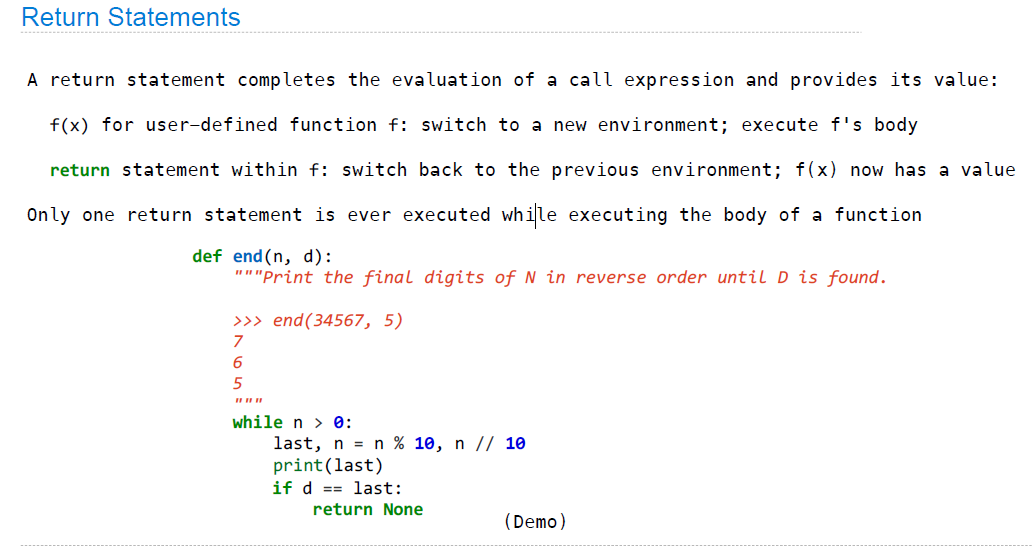 Return Statements
A return statement completes the evaluation of a call expression and provides its value:
f(x) for user-defined function f: switch to a new environment; execute f's body
return statement within f: switch back to the previous environment; f(x) now has a value
Only one return statement is ever executed while executing the body of a function
def end(n, d):
    """Print the final digits of N in reverse order until D is found.

    >>> end(34567, 5)
    7
    6
    5
    """
    while n > 0:
        last, n = n % 10, n // 10
        print(last)
        if d == last:
            return None
(Demo)